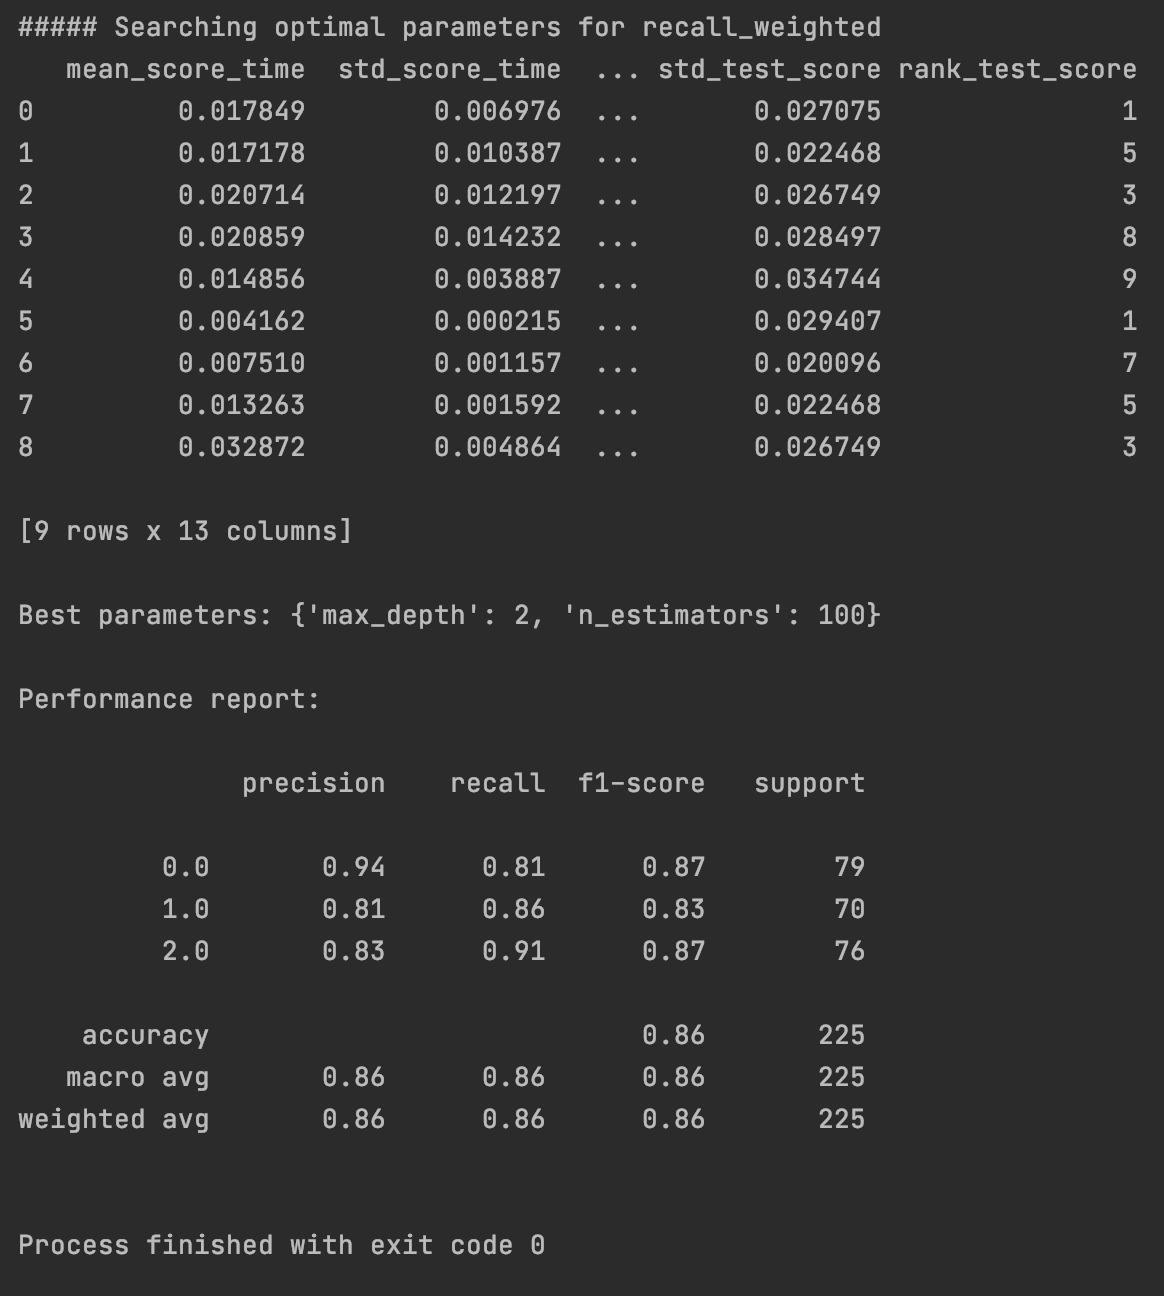 ##### Searching optimal parameters for recall_weighted
   mean_score_time  std_score_time  ... std_test_score rank_test_score
0         0.017849        0.006976  ...       0.027075               1
1         0.017178        0.010387  ...       0.022468               5
2         0.020714        0.012197  ...       0.026749               3
3         0.020859        0.014232  ...       0.028497               8
4         0.014856        0.003887  ...       0.034744               9
5         0.004162        0.000215  ...       0.029407               1
6         0.007510        0.001157  ...       0.020096               7
7         0.013263        0.001592  ...       0.022468               5
8         0.032872        0.004864  ...       0.026749               3
[9 rows x 13 columns]
Best parameters: {'max_depth': 2, 'n_estimators': 100}
Performance report:
              precision    recall  f1-score   support
         0.0       0.94      0.81      0.87        79
         1.0       0.81      0.86      0.83        70
         2.0       0.83      0.91      0.87        76
    accuracy                           0.86       225
   macro avg       0.86      0.86      0.86       225
weighted avg       0.86      0.86      0.86       225
Process finished with exit code 0